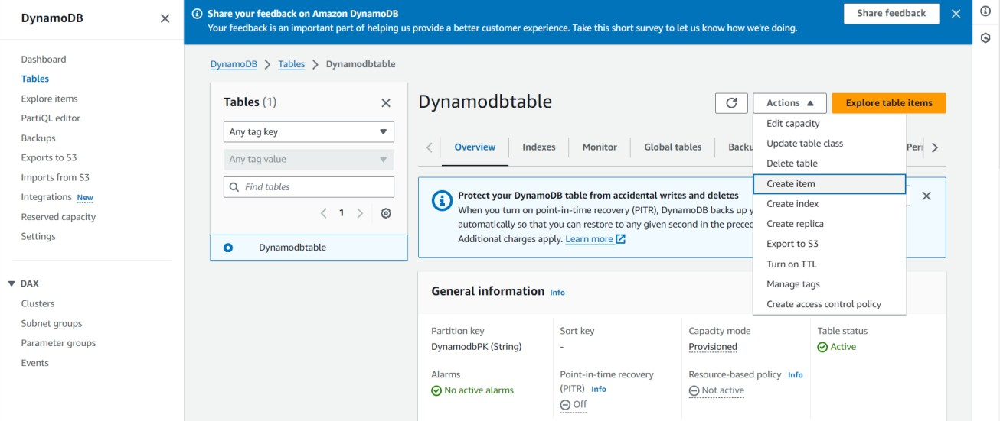 DynamoDB
Dashboard
Tables
Explore items
PartiQL editor
Backups
Exports to S3
Imports from S3
Integrations New
Reserved capacity
Settings
DAX
Clusters
Subnet groups
Parameter groups
Events
Share your feedback on Amazon DynamoDB
Your feedback is an important part of helping us provide a better customer experience. Take this short survey to let us know how we're doing.
Share feedback
DynamoDB > Tables > Dynamodbtable
Tables (1)
Any tag key
Any tag value
Find tables
1
Dynamodbtable
Dynamodbtable
Actions
Explore table items
Overview
Indexes
Monitor
Global tables
Backu
Per
Edit capacity
Update table class
Delete table
Create item
Create index
Create replica
Export to S3
Turn on TTL
Manage tags
Create access control policy
Protect your DynamoDB table from accidental writes and deletes
When you turn on point-in-time recovery (PITR), DynamoDB backs up
automatically so that you can restore to any given second in the preced
Additional charges apply. Learn more
General information Info
Partition key
DynamodbPK (String)
Sort key
-
Capacity mode
Provisioned
Table status
Active
Alarms
No active alarms
Point-in-time recovery
(PITR) Info
Off
Resource-based policy Info
Not active